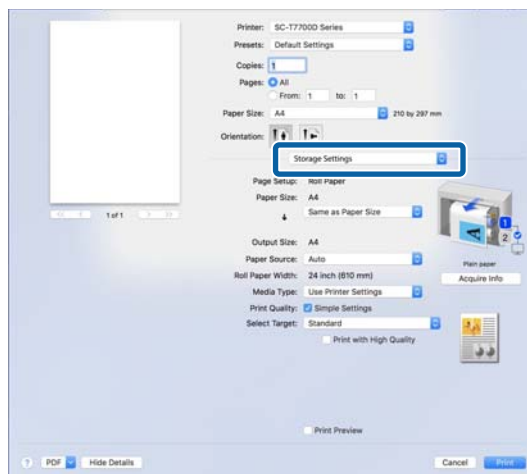 Printer: SC-T7700D Series
Presets: Default Settings
Copies: 1
Pages: All
From: 1 to: 1
Paper Size: A4 210 by 297 mm
Orientation:
Storage Settings
Page Setup: Roll Paper
Paper Size: A4
Same as Paper Size
Output Size: A4
Paper Source: Auto
Roll Paper Width: 24 inch (610 mm)
Media Type: Use Printer Settings
Print Quality: Simple Settings
Select Target: Standard
Print with High Quality
Print Preview
1 of 1
A
1
2
Plain paper
Acquire Info
? PDF Hide Details Cancel Print